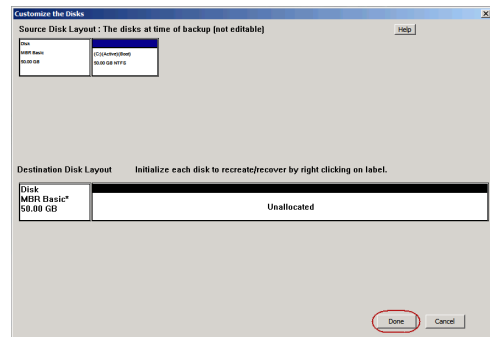 Customize the Disks
Source Disk Layout : The disks at time of backup (not editable)
Help
Disk
MBR Basic
50.00 GB
(C:)(Active)(Boot)
50.00 GB NTFS
Destination Disk Layout Initialize each disk to recreate/recover by right clicking on label.
Disk
MBR Basic*
50.00 GB
Unallocated
Done Cancel